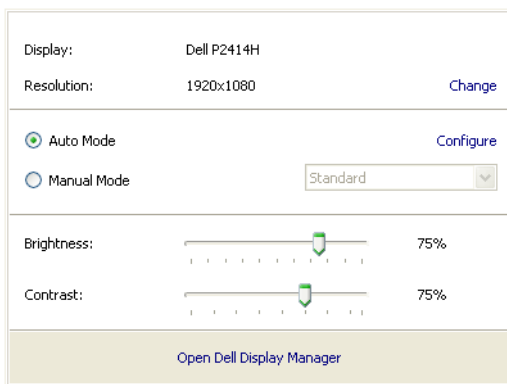 Display: Dell P2414H
Resolution: 1920x1080 Change
Auto Mode Configure
Manual Mode Standard
Brightness: 75%
Contrast: 75%
Open Dell Display Manager